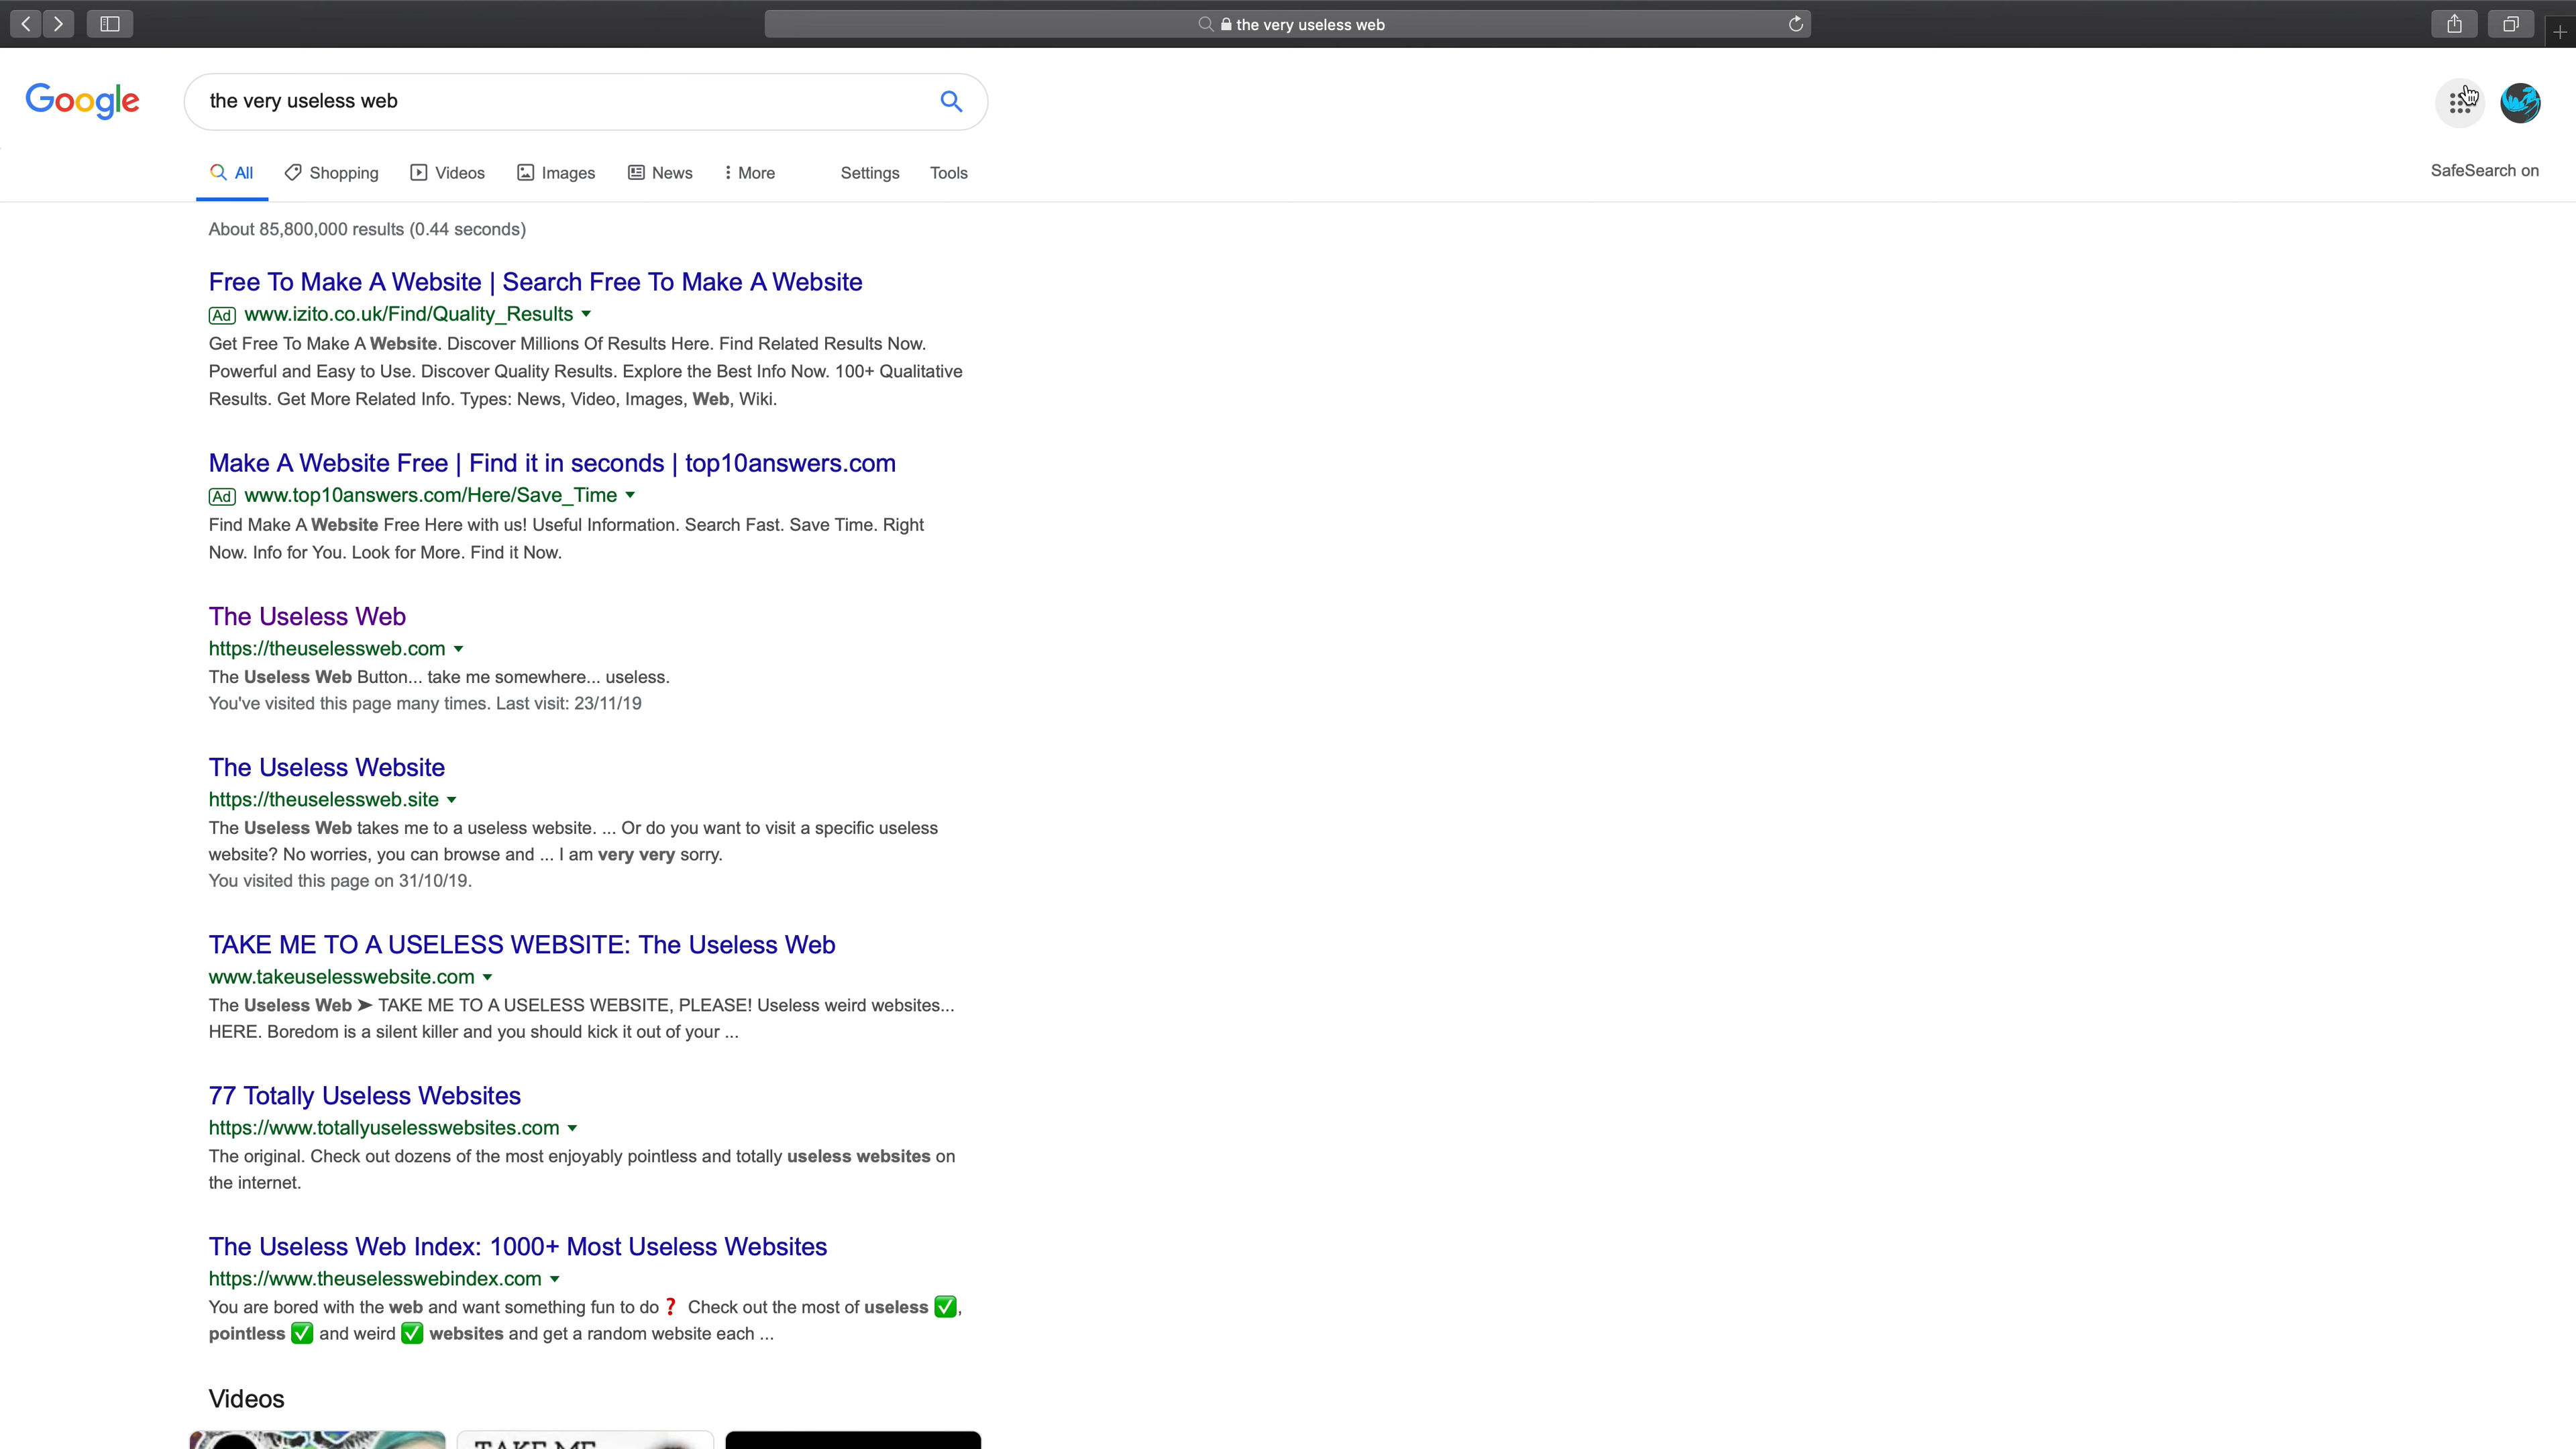 the very useless web
Google
the very useless web
All Shopping Videos Images News More Settings Tools
SafeSearch on
About 85,800,000 results (0.44 seconds)
Free To Make A Website | Search Free To Make A Website
Ad www.izito.co.uk/Find/Quality_Results
Get Free To Make A Website. Discover Millions Of Results Here. Find Related Results Now.
Powerful and Easy to Use. Discover Quality Results. Explore the Best Info Now. 100+ Qualitative
Results. Get More Related Info. Types: News, Video, Images, Web, Wiki.
Make A Website Free | Find it in seconds | top10answers.com
Ad www.top10answers.com/Here/Save_Time
Find Make A Website Free Here with us! Useful Information. Search Fast. Save Time. Right
Now. Info for You. Look for More. Find it Now.
The Useless Web
https://theuselessweb.com
The Useless Web Button... take me somewhere... useless.
You've visited this page many times. Last visit: 23/11/19
The Useless Website
https://theuselessweb.site
The Useless Web takes me to a useless website. ... Or do you want to visit a specific useless
website? No worries, you can browse and ... I am very very sorry.
You visited this page on 31/10/19.
TAKE ME TO A USELESS WEBSITE: The Useless Web
www.takeuselesswebsite.com
The Useless Web ➤ TAKE ME TO A USELESS WEBSITE, PLEASE! Useless weird websites...
HERE. Boredom is a silent killer and you should kick it out of your ...
77 Totally Useless Websites
https://www.totallyuselesswebsites.com
The original. Check out dozens of the most enjoyably pointless and totally useless websites on
the internet.
The Useless Web Index: 1000+ Most Useless Websites
https://www.theuselesswebindex.com
You are bored with the web and want something fun to do ❓ Check out the most of useless ✅,
pointless ✅ and weird ✅ websites and get a random website each ...
Videos
TAKE ME